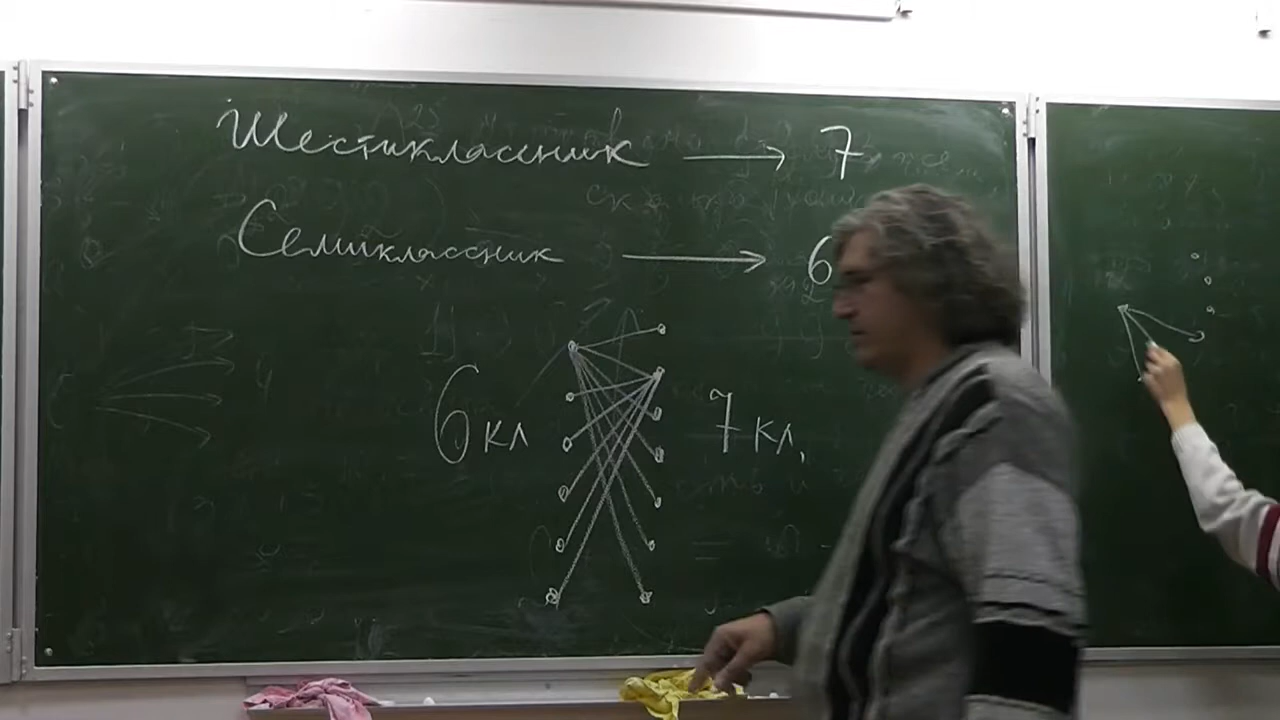 Шестиклассник → 7
Семиклассник → 6
6 кл 7 кл,